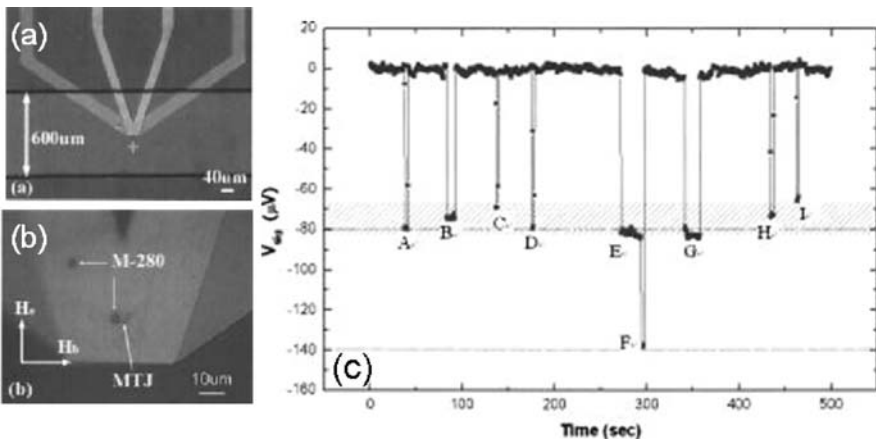 (a)
600um
(a)
40um
(b)
M-280
Ha
Hb
MTJ
(b)
10um
(c)
20
0
-20
-40
-60
-80
-100
-120
-140
-160
Vsig (μV)
A
B
C
D
E
F
G
H
I
0 100 200 300 400 500
Time (sec)